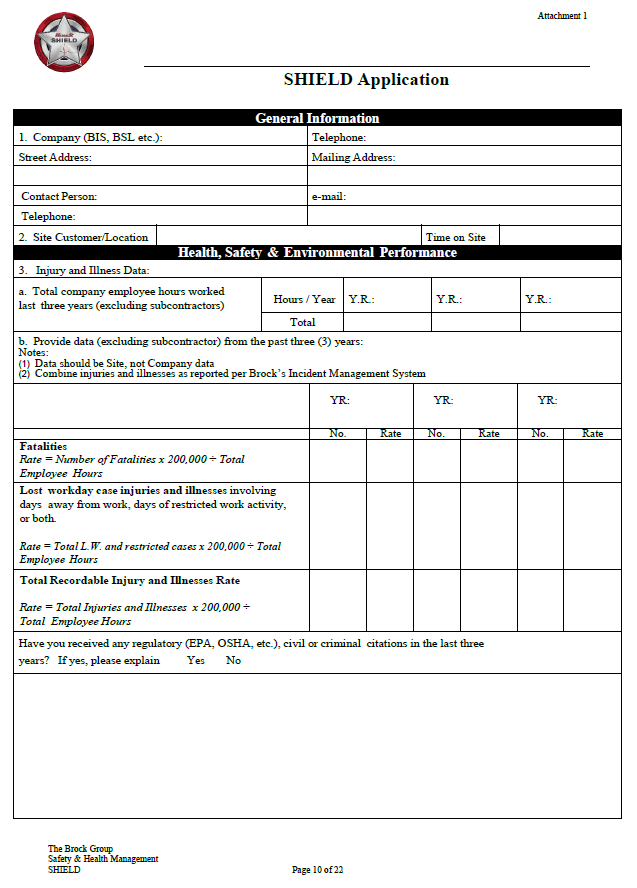 Attachment 1
SHIELD
SHIELD Application
General Information
1. Company (BIS, BSL etc.): Telephone:
Street Address: Mailing Address:
Contact Person: e-mail:
Telephone:
2. Site Customer/Location Time on Site
Health, Safety & Environmental Performance
3. Injury and Illness Data:
a. Total company employee hours worked
last three years (excluding subcontractors)
Hours / Year Y.R.: Y.R.: Y.R.:
Total
b. Provide data (excluding subcontractor) from the past three (3) years:
Notes:
(1) Data should be Site, not Company data
(2) Combine injuries and illnesses as reported per Brock's Incident Management System
YR: YR: YR:
No. Rate No. Rate No. Rate
Fatalities
Rate = Number of Fatalities x 200,000 ÷ Total
Employee Hours
Lost workday case injuries and illnesses involving
days away from work, days of restricted work activity,
or both.
Rate = Total L.W. and restricted cases x 200,000 ÷ Total
Employee Hours
Total Recordable Injury and Illnesses Rate
Rate = Total Injuries and Illnesses x 200,000 ÷
Total Employee Hours
Have you received any regulatory (EPA, OSHA, etc.), civil or criminal citations in the last three
years? If yes, please explain Yes No
The Brock Group
Safety & Health Management
SHIELD Page 10 of 22